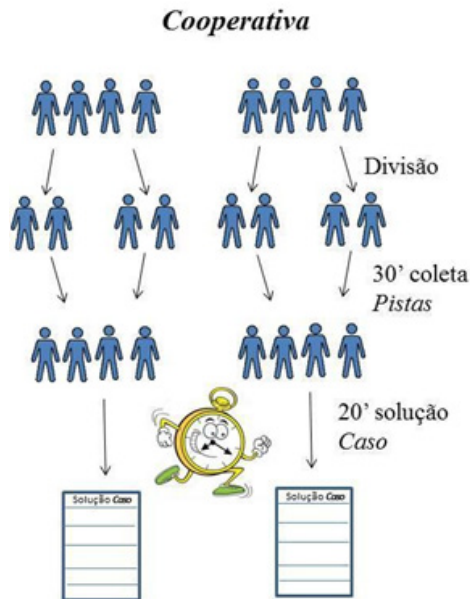 Cooperativa
Divisão
30’ coleta
Pistas
20’ solução
Caso
Solução Caso
Solução Caso